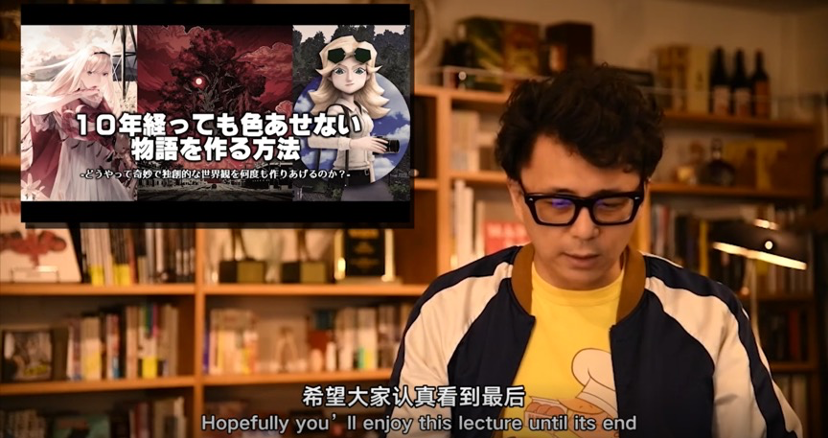 10年経っても色あせない
物語を作る方法
-どうやって奇妙で独創的な世界観を何度も作りあげるのか?-
希望大家认真看到最后
Hopefully you'll enjoy this lecture until its end